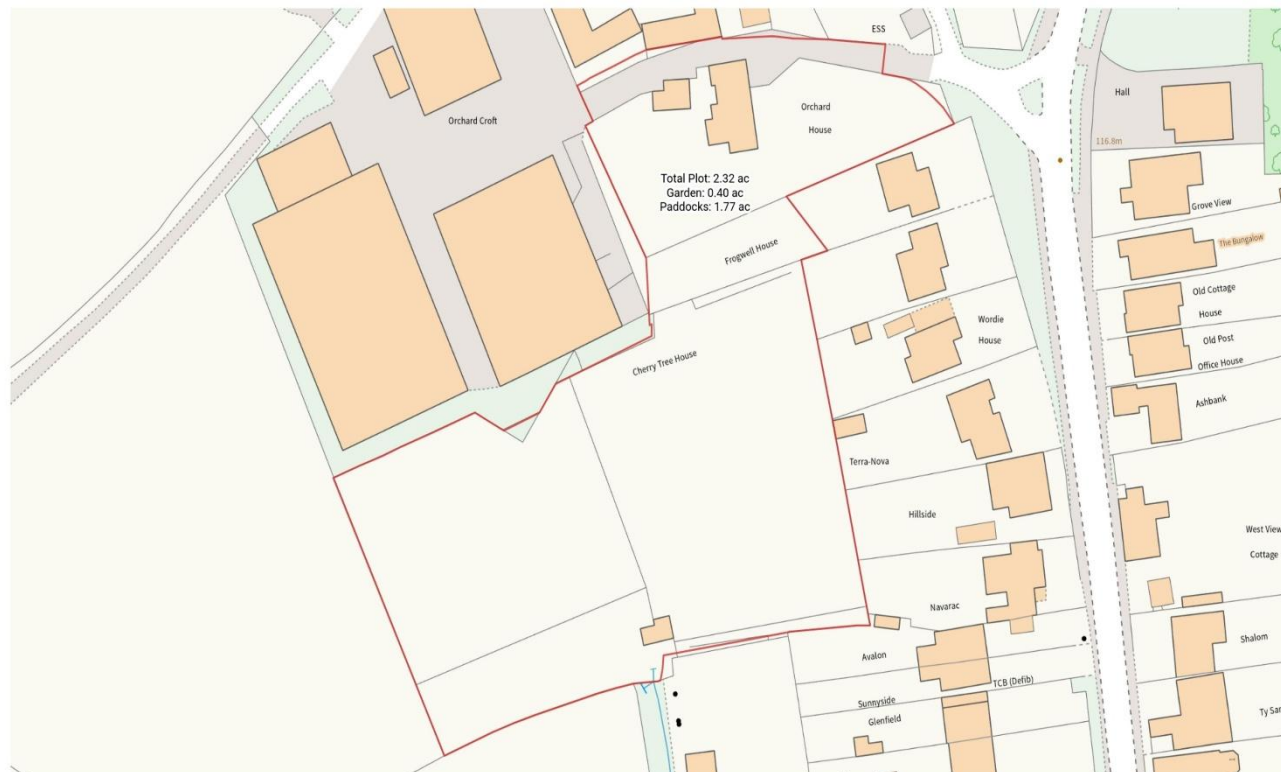 ESS
Orchard Croft
Orchard
House
Hall
116.8m
Total Plot: 2.32 ac
Garden: 0.40 ac
Paddocks: 1.77 ac
Grove View
The Bungalow
Frogwell House
Old Cottage
House
Wordie
House
Old Post
Office House
Cherry Tree House
Ashbank
Terra-Nova
Hillside
West View
Cottage
Navarac
Avalon
Shalom
TCB (Defib)
Sunnyside
Glenfield
Ty San